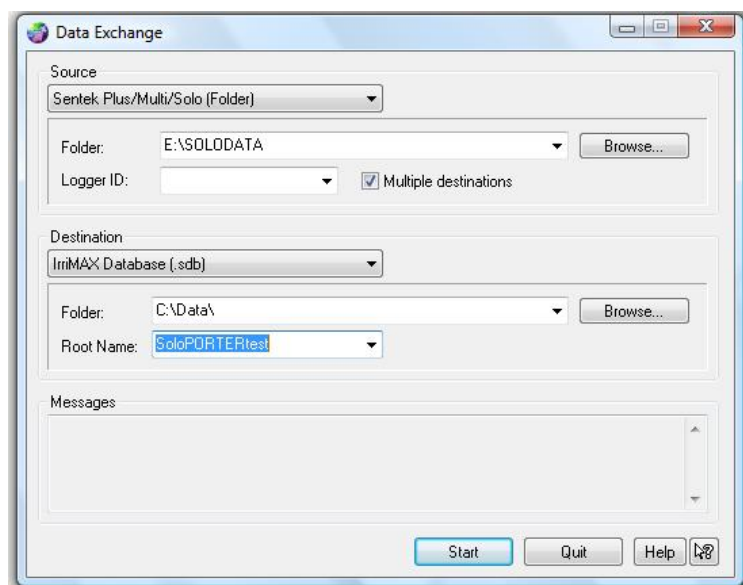 Data Exchange
Source
Sentek Plus/Multi/Solo (Folder)
Folder: E:\SOLODATA Browse...
Logger ID: Multiple destinations
Destination
IrriMAX Database (.sdb)
Folder: C:\Data\ Browse...
Root Name: SoloPORTERtest
Messages
Start Quit Help